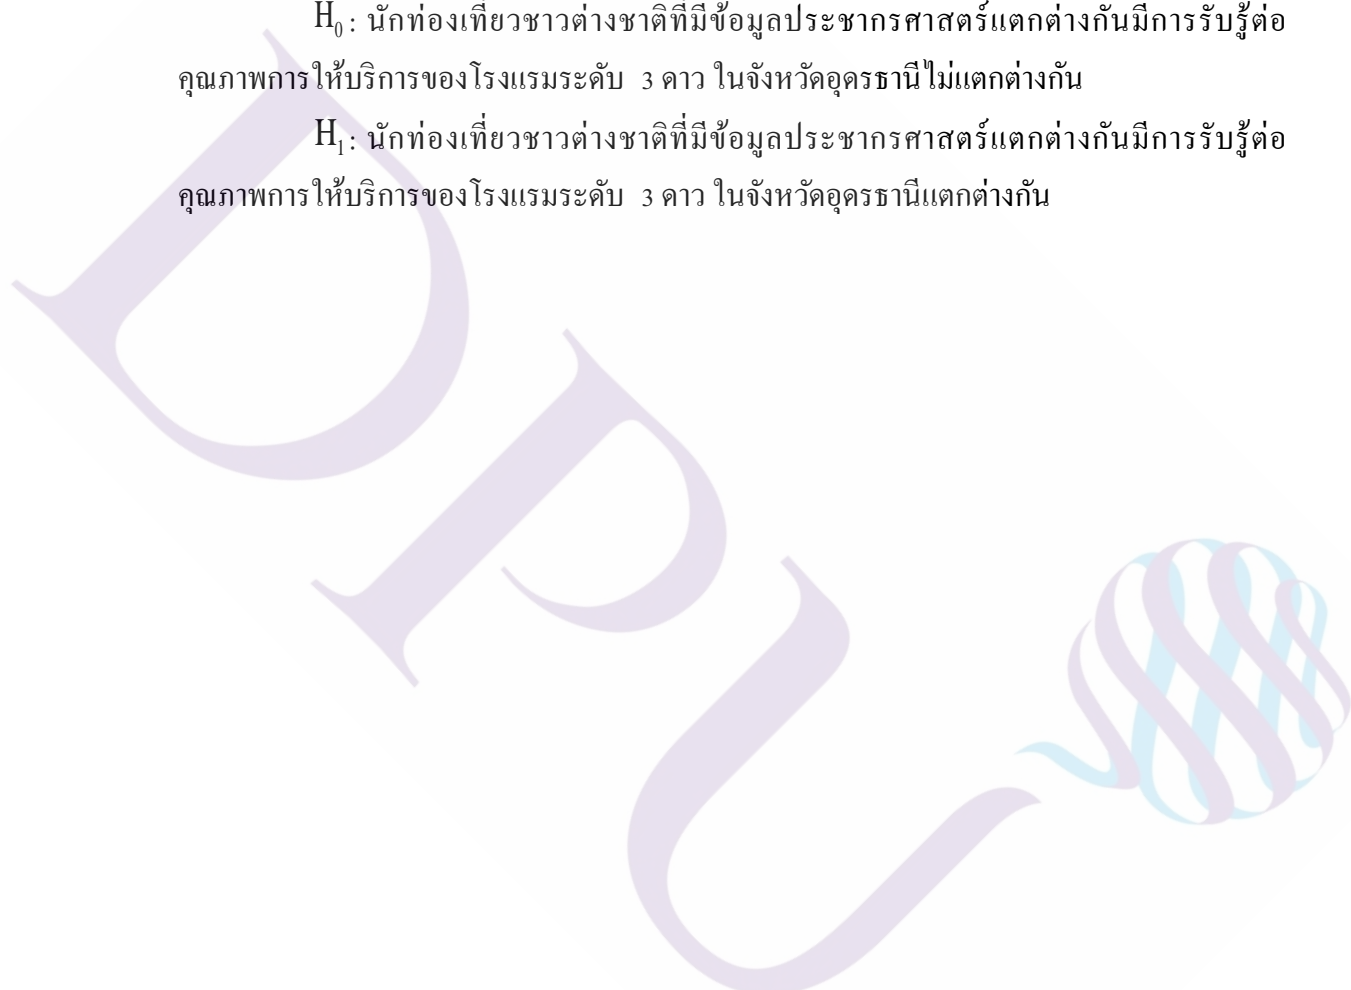 H₀ : นักท่องเที่ยวชาวต่างชาติที่มีข้อมูลประชากรศาสตร์แตกต่างกันมีการรับรู้ต่อ
คุณภาพการให้บริการของโรงแรมระดับ 3 ดาว ในจังหวัดอุดรธานีไม่แตกต่างกัน
H₁ : นักท่องเที่ยวชาวต่างชาติที่มีข้อมูลประชากรศาสตร์แตกต่างกันมีการรับรู้ต่อ
คุณภาพการให้บริการของโรงแรมระดับ 3 ดาว ในจังหวัดอุดรธานีแตกต่างกัน
DPU